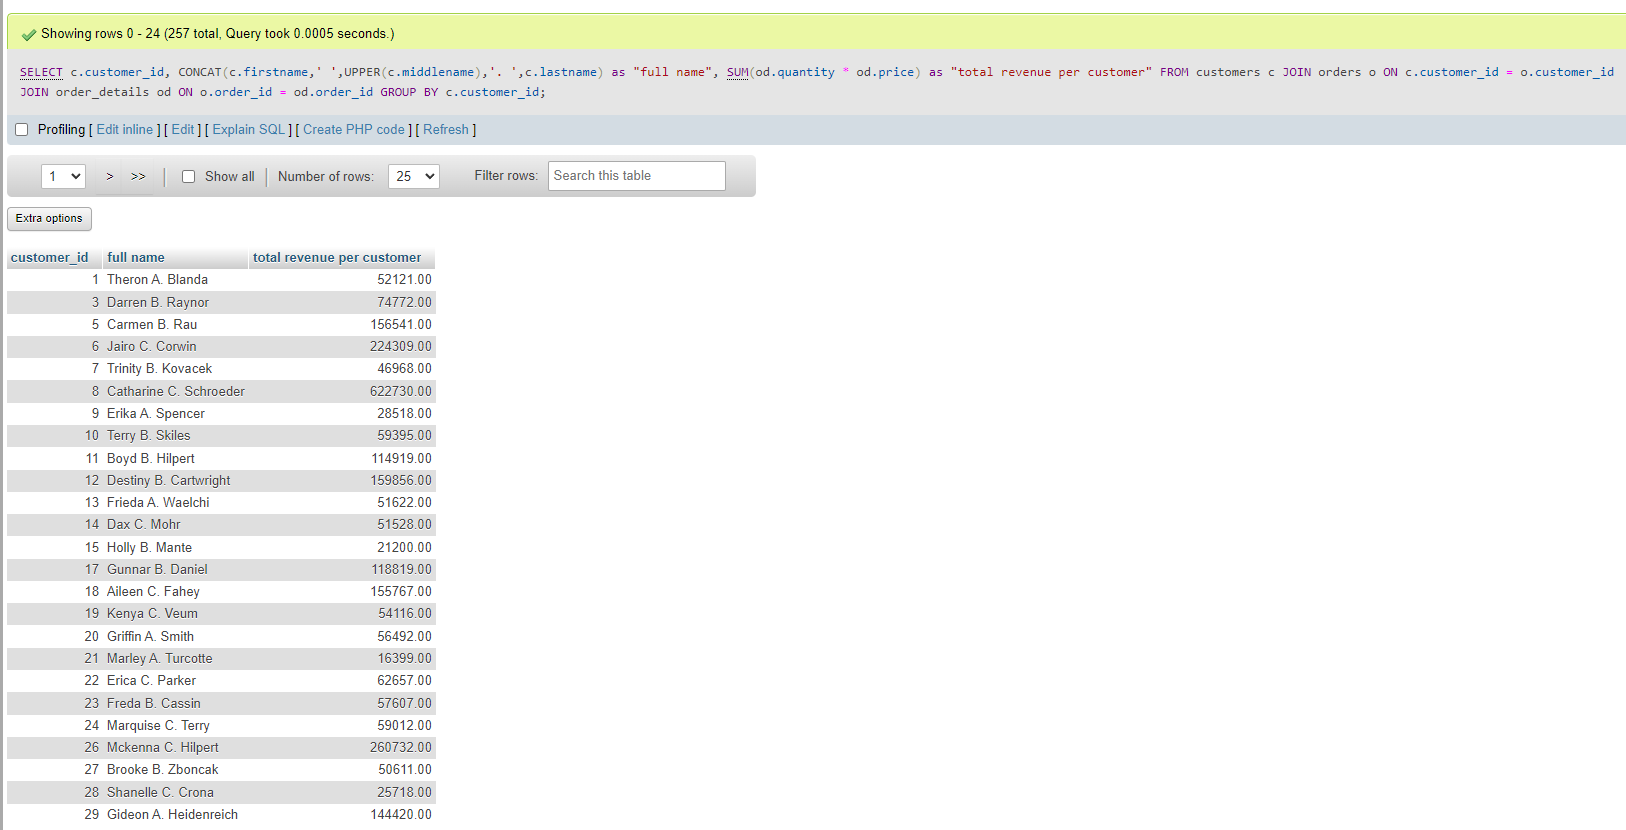 Showing rows 0 - 24 (257 total, Query took 0.0005 seconds.)
SELECT c.customer_id, CONCAT(c.firstname,' ',UPPER(c.middlename),'. ',c.lastname) as "full name", SUM(od.quantity * od.price) as "total revenue per customer" FROM customers c JOIN orders o ON c.customer_id = o.customer_id
JOIN order_details od ON o.order_id = od.order_id GROUP BY c.customer_id;
Profiling [ Edit inline ] [ Edit ] [ Explain SQL ] [ Create PHP code ] [ Refresh ]
1 > >> | Show all | Number of rows: 25 Filter rows: Search this table
Extra options
customer_id full name total revenue per customer
1 Theron A. Blanda 52121.00
3 Darren B. Raynor 74772.00
5 Carmen B. Rau 156541.00
6 Jairo C. Corwin 224309.00
7 Trinity B. Kovacek 46968.00
8 Catharine C. Schroeder 622730.00
9 Erika A. Spencer 28518.00
10 Terry B. Skiles 59395.00
11 Boyd B. Hilpert 114919.00
12 Destiny B. Cartwright 159856.00
13 Frieda A. Waelchi 51622.00
14 Dax C. Mohr 51528.00
15 Holly B. Mante 21200.00
17 Gunnar B. Daniel 118819.00
18 Aileen C. Fahey 155767.00
19 Kenya C. Veum 54116.00
20 Griffin A. Smith 56492.00
21 Marley A. Turcotte 16399.00
22 Erica C. Parker 62657.00
23 Freda B. Cassin 57607.00
24 Marquise C. Terry 59012.00
26 Mckenna C. Hilpert 260732.00
27 Brooke B. Zboncak 50611.00
28 Shanelle C. Crona 25718.00
29 Gideon A. Heidenreich 144420.00